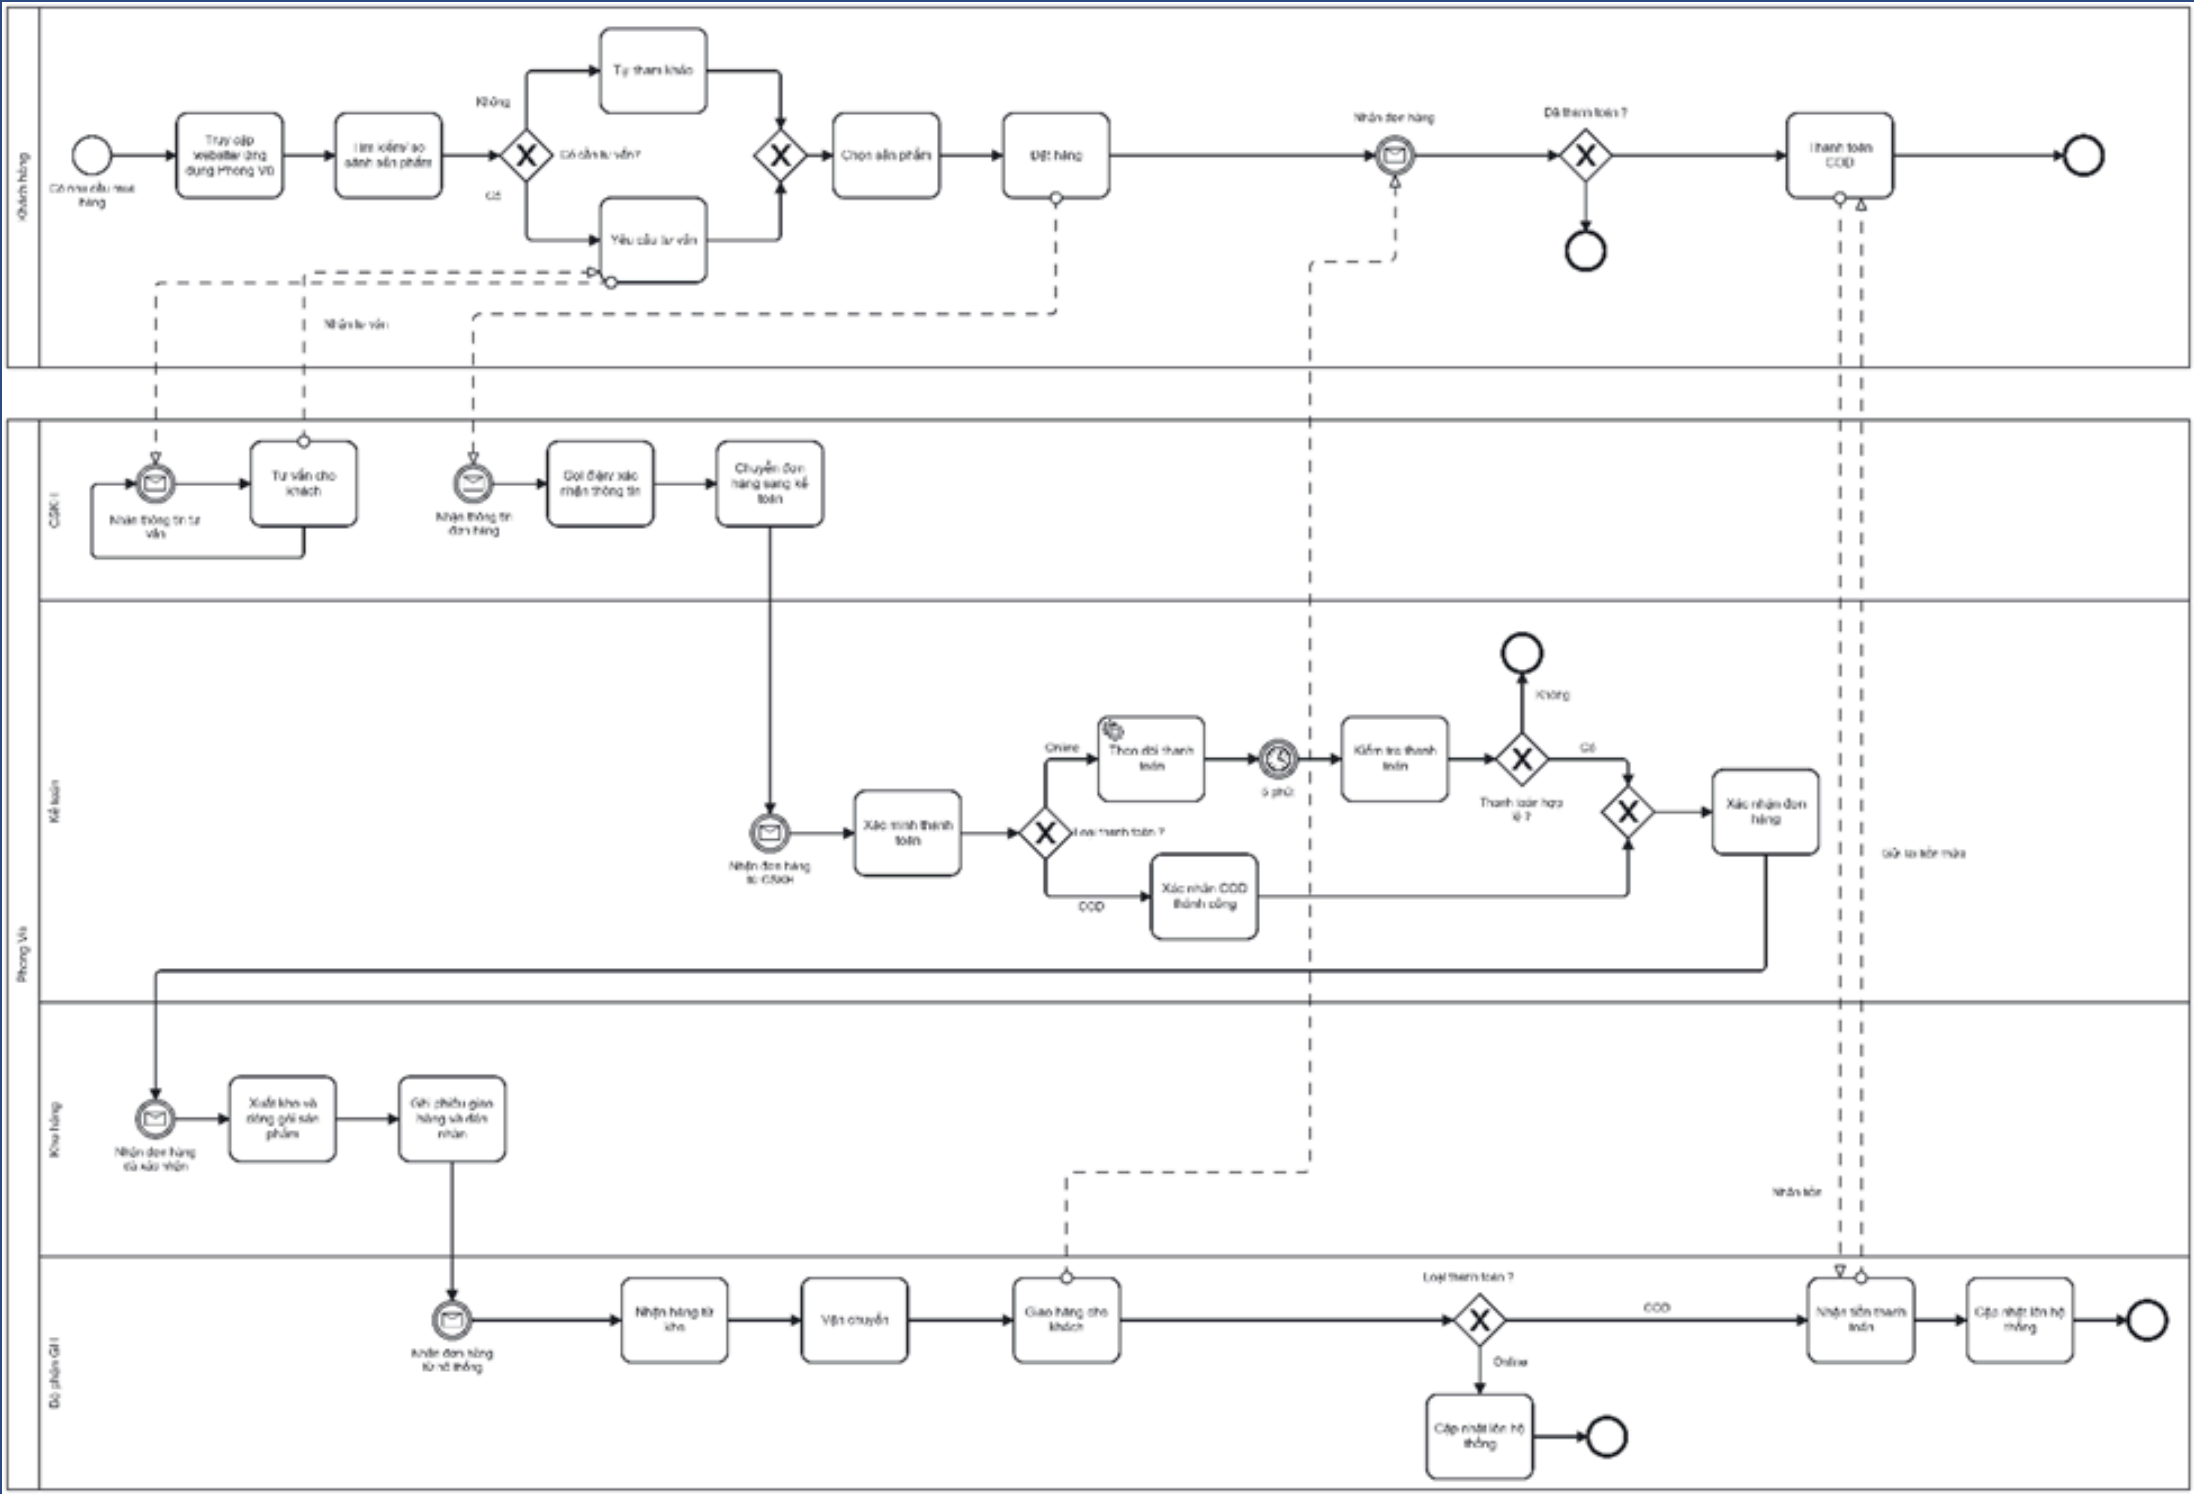 Khách hàng
Có nhu cầu mua
hàng
Truy cập
website/ ứng
dụng Phong Vũ
Tìm kiếm/ so
sánh sản phẩm
Không
Có
Có cần tư vấn?
Tự tham khảo
Yêu cầu tư vấn
Chọn sản phẩm
Đặt hàng
Nhận đơn hàng
Đã thanh toán ?
Thanh toán
COD
Nhận tư vấn
Phong Vũ
CSKH
Nhận thông tin tư
vấn
Tư vấn cho
khách
Nhận thông tin
đơn hàng
Gọi điện/ xác
nhận thông tin
Chuyển đơn
hàng sang kế
toán
Kế toán
Nhận đơn hàng
từ CSKH
Xác minh thanh
toán
Loại thanh toán ?
Online
COD
Theo dõi thanh
toán
5 phút
Kiểm tra thanh
toán
Không
Có
Thanh toán hợp
lệ ?
Xác nhận COD
thành công
Xác nhận đơn
hàng
Gửi lại tiền thừa
Kho hàng
Nhận đơn hàng
đã xác nhận
Xuất kho và
đóng gói sản
phẩm
Ghi phiếu giao
hàng và dán
nhãn
Nhận tiền
Bộ phận GH
Nhận đơn hàng
từ hệ thống
Nhận hàng từ
kho
Vận chuyển
Giao hàng cho
khách
Loại thanh toán ?
COD
Online
Nhận tiền thanh
toán
Cập nhật lên hệ
thống
Cập nhật lên hệ
thống